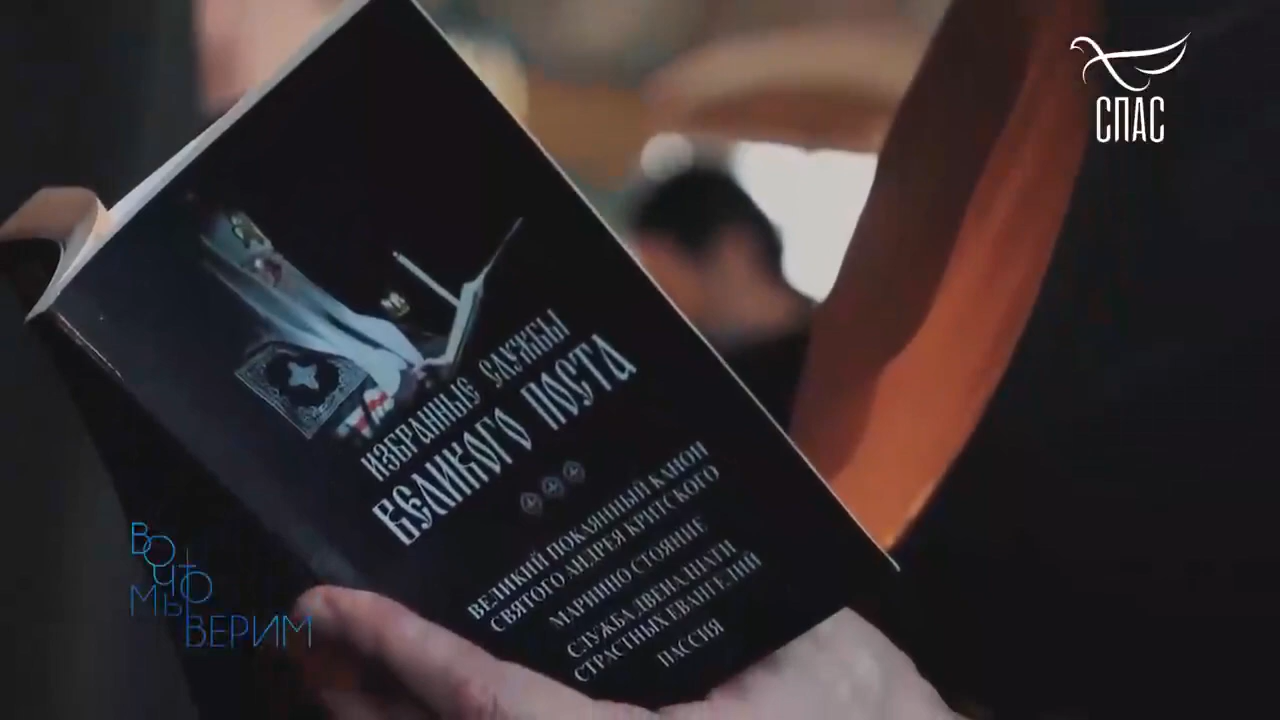 СПАС
ИЗБРАННЫЕ СЛУЖБЫ
ВЕЛИКОГО ПОСТА
ВЕЛИКИЙ ПОКАЯННЫЙ КАНОН
СВЯТОГО АНДРЕЯ КРИТСКОГО
МАРИИНО СТОЯНИЕ
СЛУЖБА ДВЕНАДЦАТИ
СТРАСТНЫХ ЕВАНГЕЛИЙ
ПАССИЯ
ВО ЧТО
МЫ
ВЕРИМ